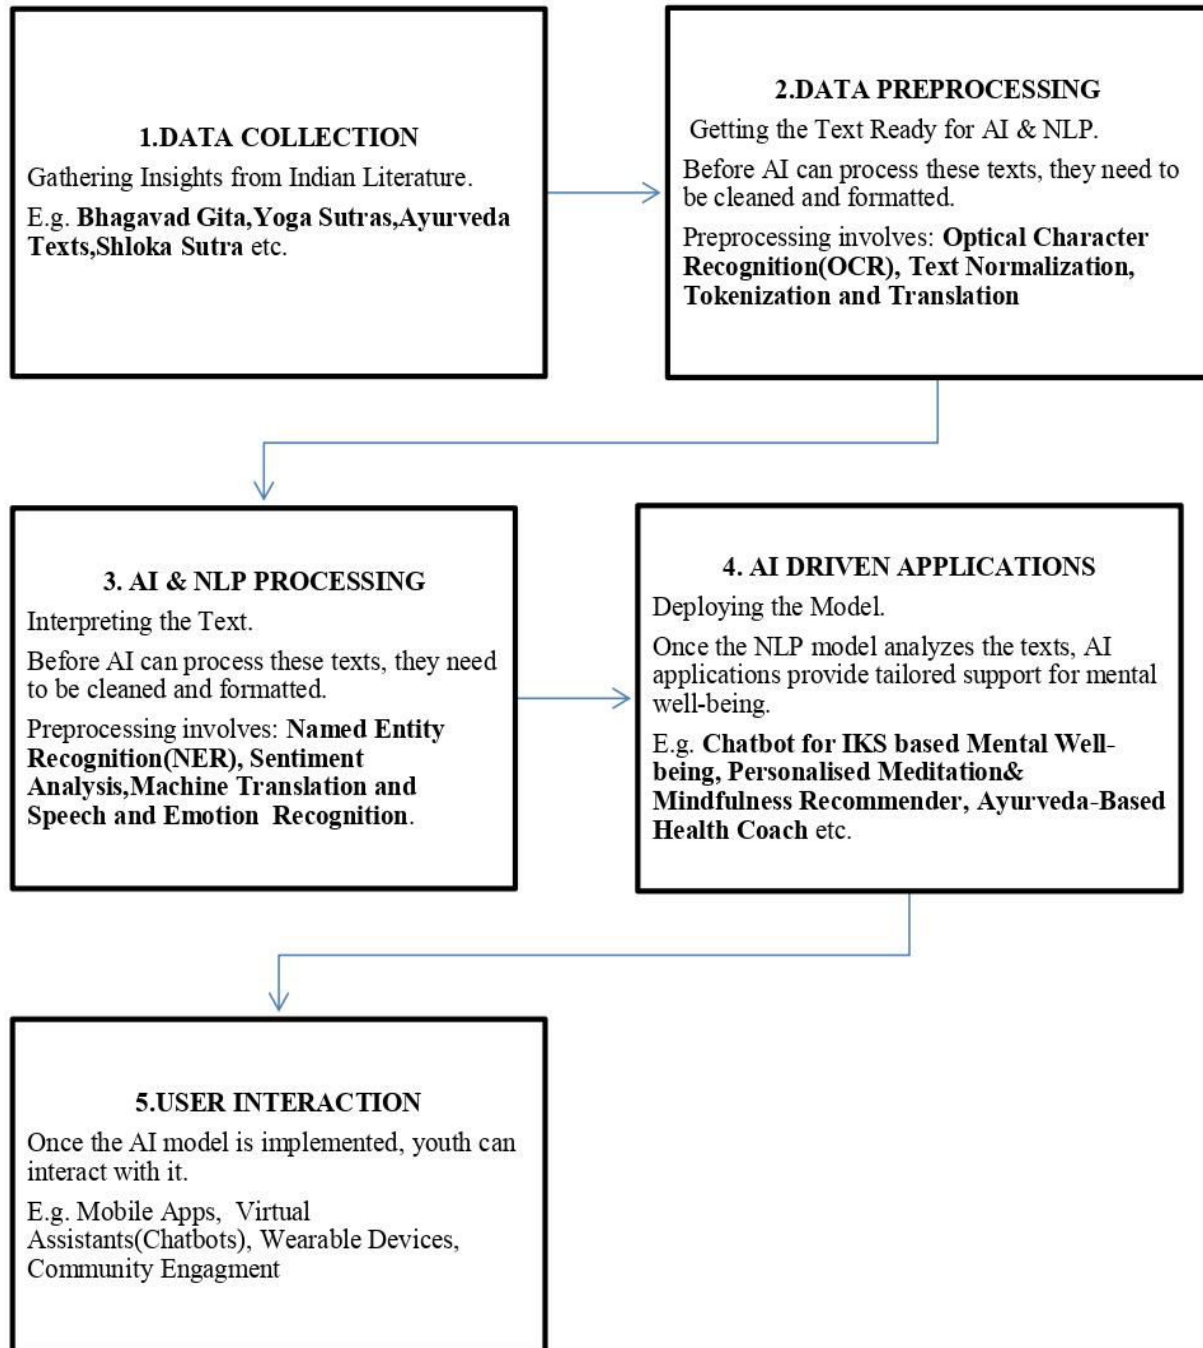 1.DATA COLLECTION
Gathering Insights from Indian Literature.
E.g. Bhagavad Gita,Yoga Sutras,Ayurveda
Texts,Shloka Sutra etc.
2.DATA PREPROCESSING
Getting the Text Ready for AI & NLP.
Before AI can process these texts, they need to
be cleaned and formatted.
Preprocessing involves: Optical Character
Recognition(OCR), Text Normalization,
Tokenization and Translation
3. AI & NLP PROCESSING
Interpreting the Text.
Before AI can process these texts, they need
to be cleaned and formatted.
Preprocessing involves: Named Entity
Recognition(NER), Sentiment
Analysis,Machine Translation and
Speech and Emotion Recognition.
4. AI DRIVEN APPLICATIONS
Deploying the Model.
Once the NLP model analyzes the texts, AI
applications provide tailored support for mental
well-being.
E.g. Chatbot for IKS based Mental Well-
being, Personalised Meditation&
Mindfulness Recommender, Ayurveda-Based
Health Coach etc.
5.USER INTERACTION
Once the AI model is implemented, youth can
interact with it.
E.g. Mobile Apps, Virtual
Assistants(Chatbots), Wearable Devices,
Community Engagment